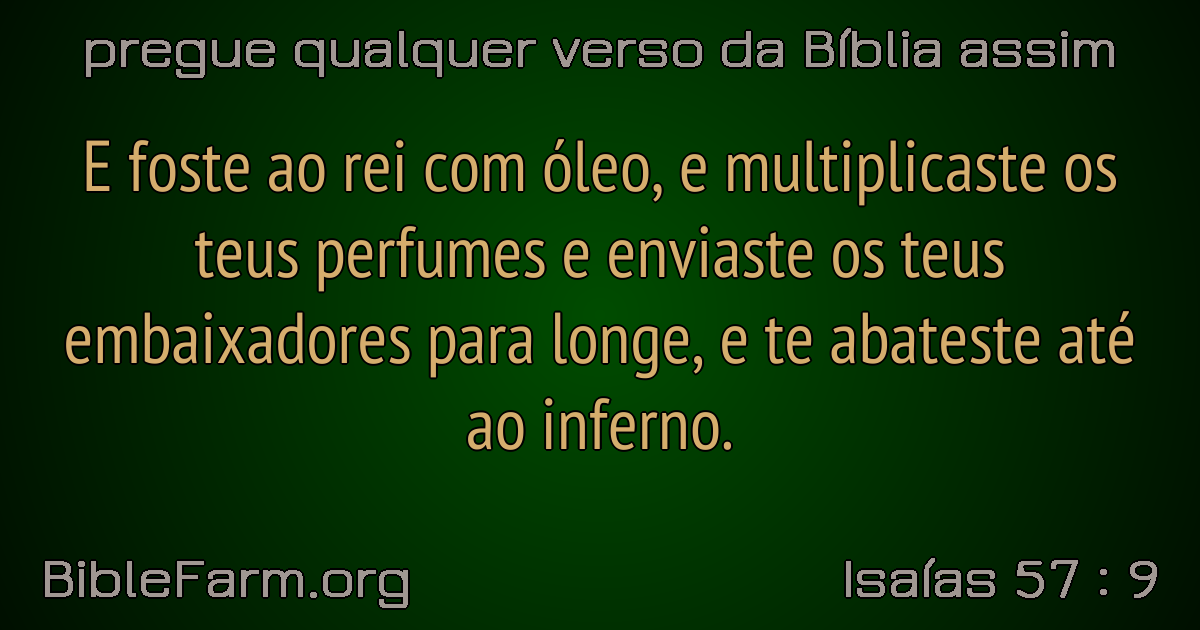 pregue qualquer verso da Bíblia assim
E foste ao rei com óleo, e multiplicaste os
teus perfumes e enviaste os teus
embaixadores para longe, e te abateste até
ao inferno.
BibleFarm.org
Isaías 57 : 9